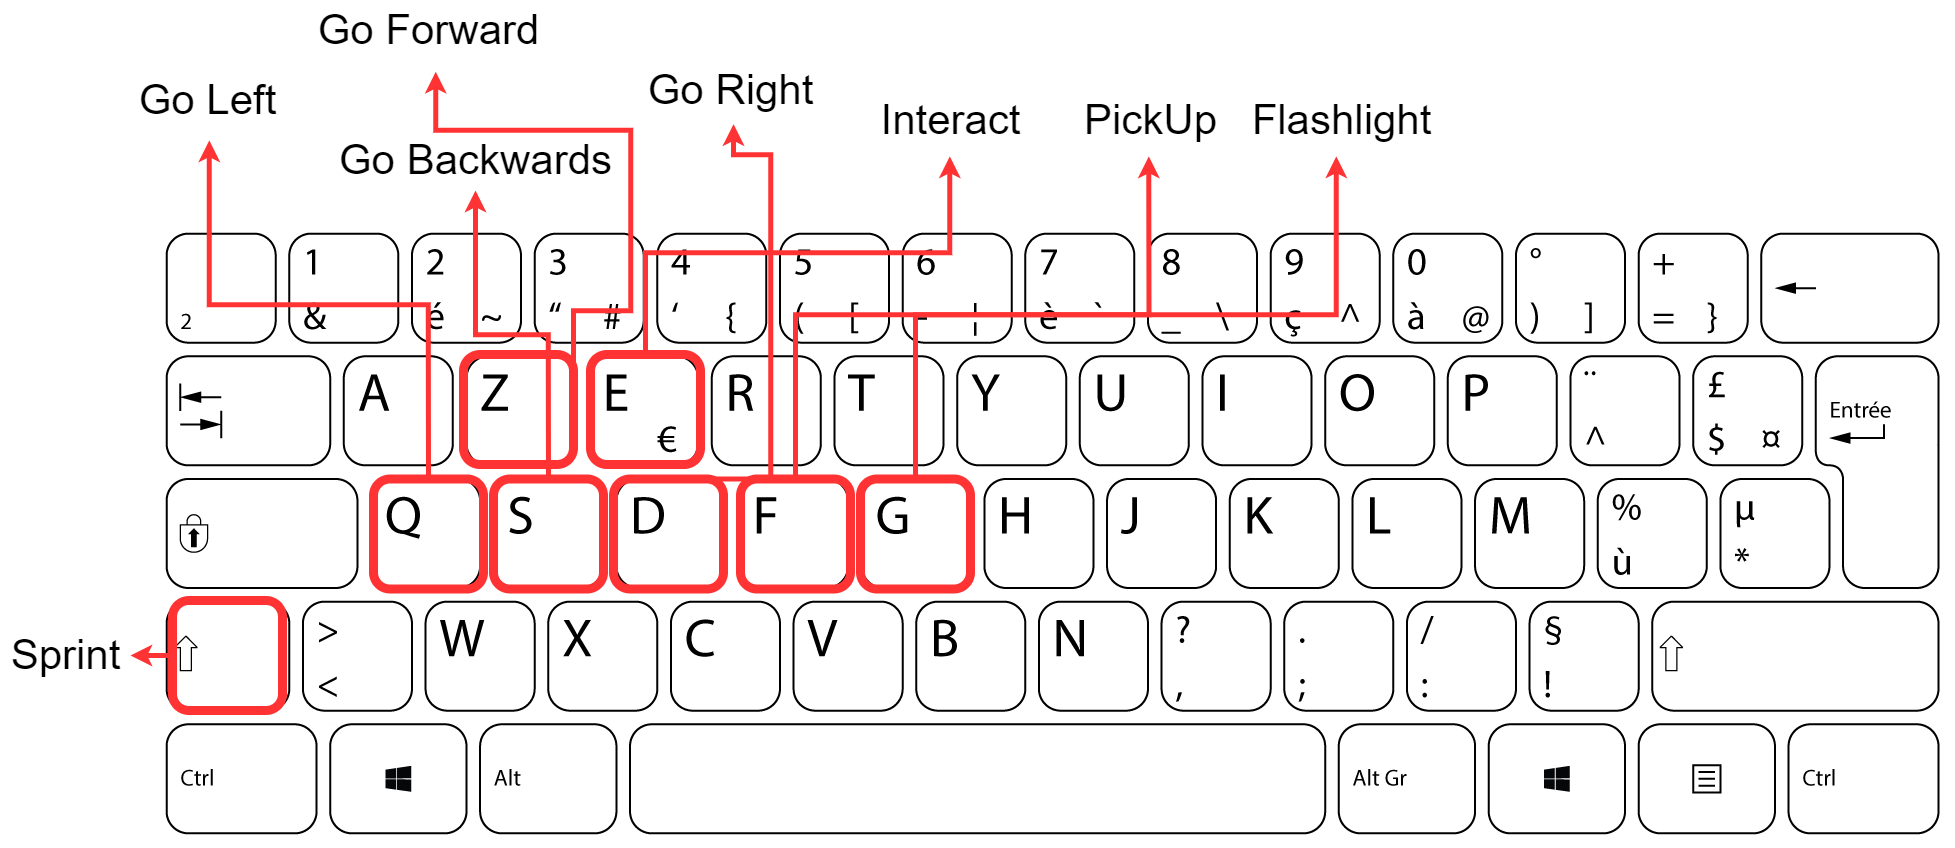 Go Forward
Go Left
Go Right
Interact
PickUp
Flashlight
Go Backwards
2
1 &
2 é ~
3 “ #
4 ‘ {
5 ( [
6 - ¦
7 è `
8 _ \
9 ç ^
0 à @
° ) ]
+ = }
A
Z
E €
R
T
Y
U
I
O
P
¨ ^
£ $ ¤
Entrée
Q
S
D
F
G
H
J
K
L
M
% ù
µ *
Sprint
> <
W
X
C
V
B
N
? ,
. ;
/ :
§ !
Ctrl
Alt
Alt Gr
Ctrl